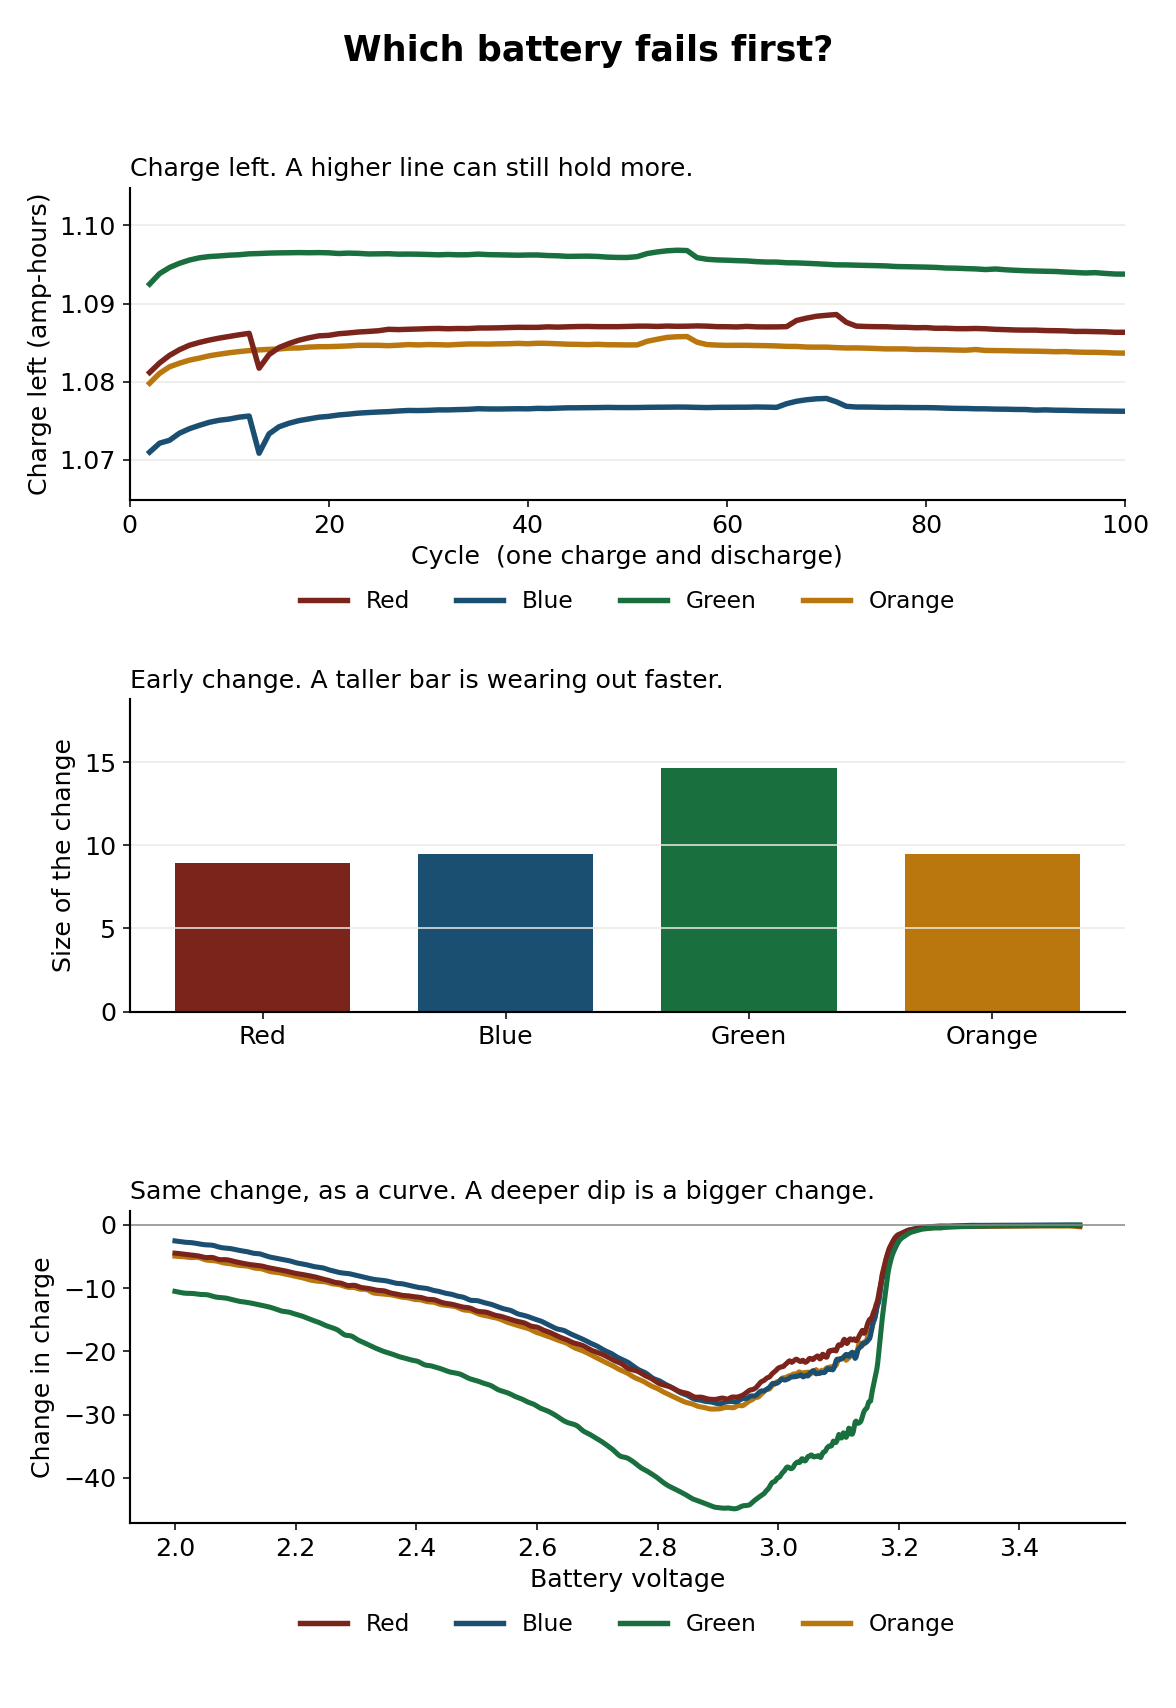 Which battery fails first?
Charge left. A higher line can still hold more.
Charge left (amp-hours)
1.10
1.09
1.08
1.07
0 20 40 60 80 100
Cycle (one charge and discharge)
Red Blue Green Orange
Early change. A taller bar is wearing out faster.
Size of the change
15
10
5
0
Red Blue Green Orange
Same change, as a curve. A deeper dip is a bigger change.
Change in charge
0
−10
−20
−30
−40
2.0 2.2 2.4 2.6 2.8 3.0 3.2 3.4
Battery voltage
Red Blue Green Orange